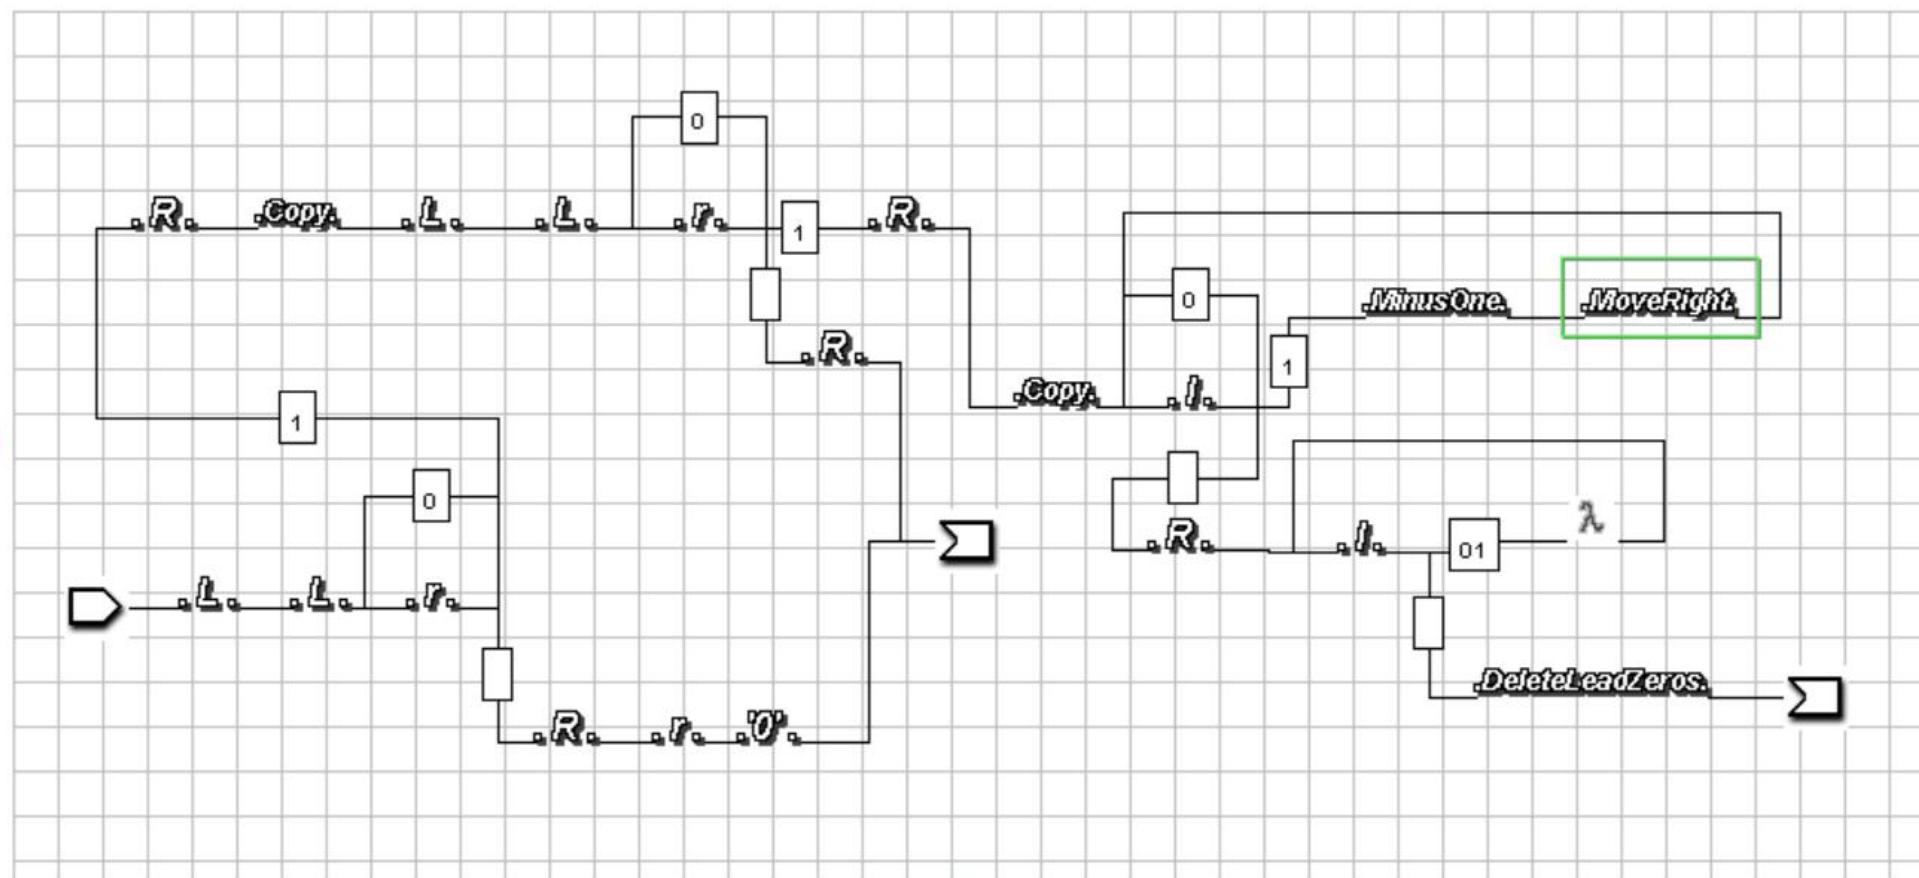 0
.R. .Copy. .L. .L. .r. 1 .R.
0 .MinusOne. .MoveRight.
.R.
1
.Copy. .l.
1
0
.R. .l. 01 λ
.L. .L. .r.
.DeleteLeadZeros.
.R. .r. .'0'.